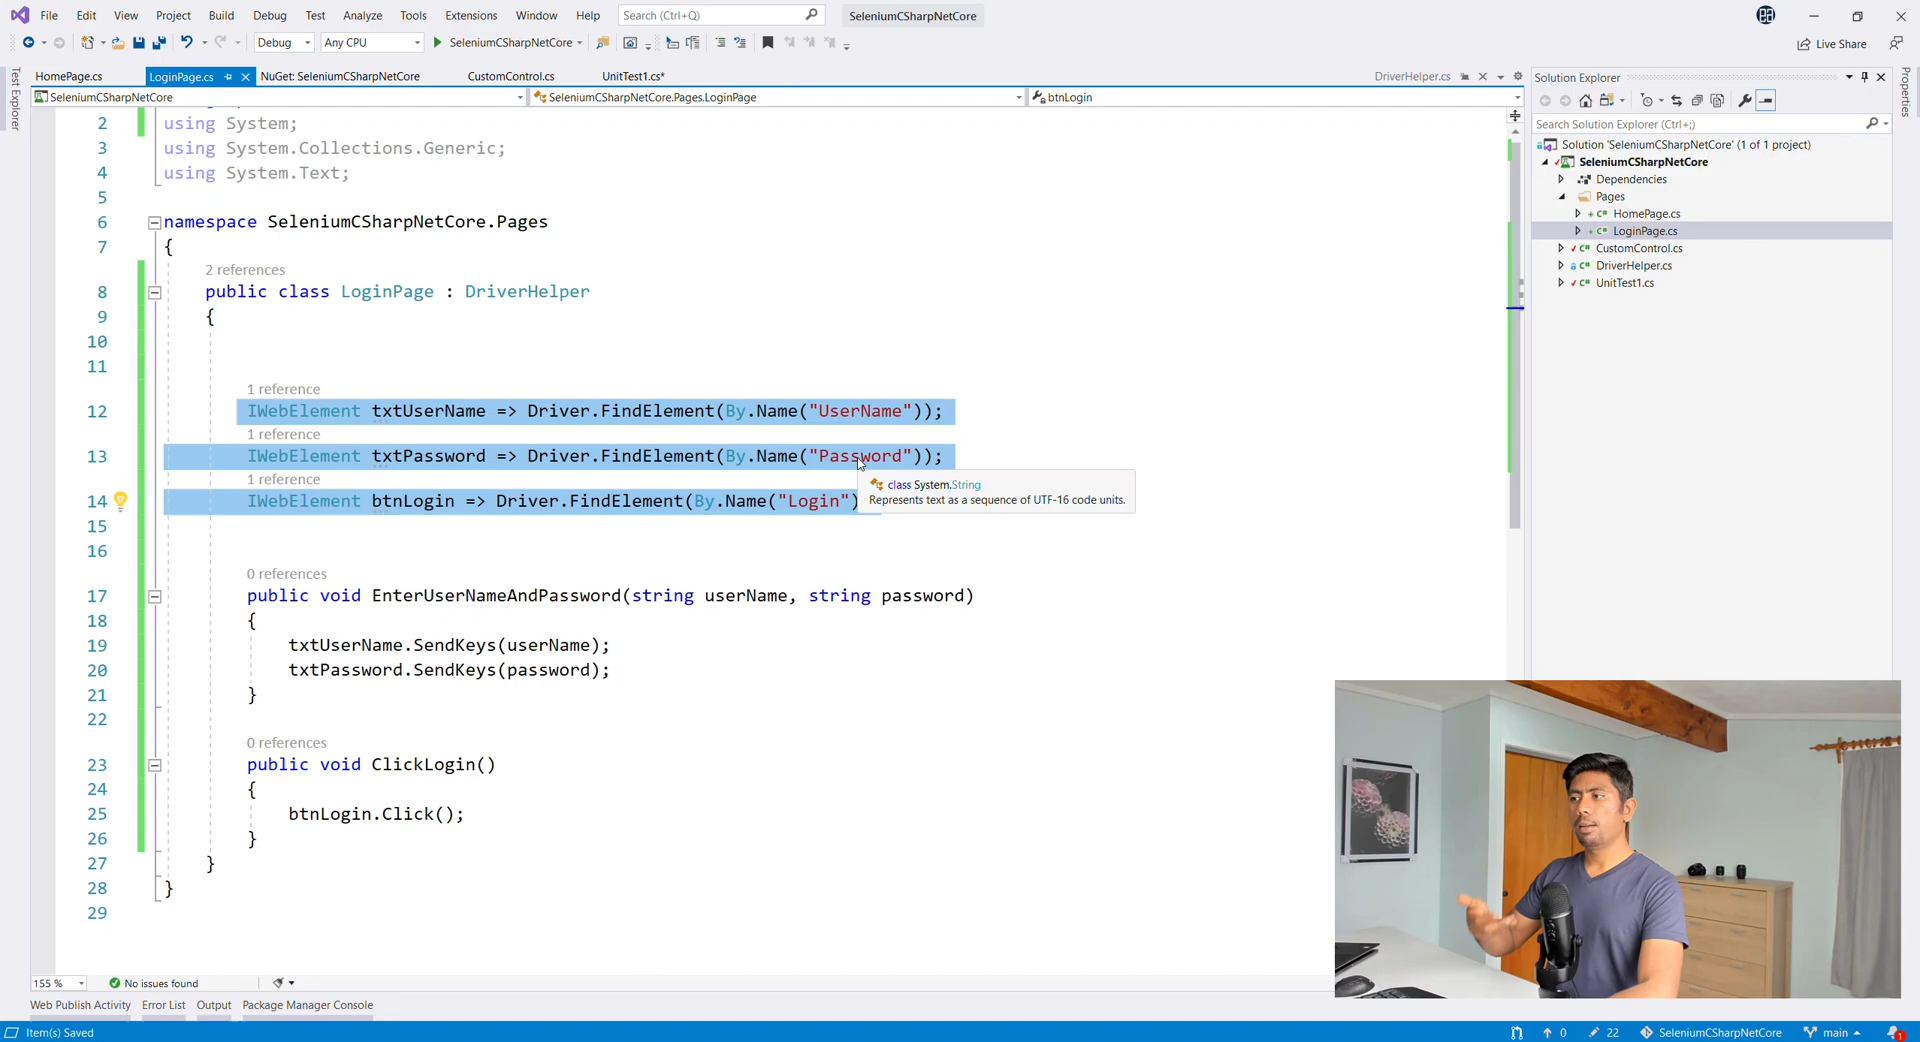 File Edit View Project Build Debug Test Analyze Tools Extensions Window Help Search (Ctrl+Q) SeleniumCSharpNetCore
Debug Any CPU SeleniumCSharpNetCore Live Share
HomePage.cs LoginPage.cs NuGet: SeleniumCSharpNetCore CustomControl.cs UnitTest1.cs* DriverHelper.cs
SeleniumCSharpNetCore SeleniumCSharpNetCore.Pages.LoginPage btnLogin
Test Explorer
2 using System;
3 using System.Collections.Generic;
4 using System.Text;
5
6 namespace SeleniumCSharpNetCore.Pages
7 {
2 references
8 public class LoginPage : DriverHelper
9 {
10
11
1 reference
12 IWebElement txtUserName => Driver.FindElement(By.Name("UserName"));
1 reference
13 IWebElement txtPassword => Driver.FindElement(By.Name("Password"));
1 reference
14 IWebElement btnLogin => Driver.FindElement(By.Name("Login")
class System.String
Represents text as a sequence of UTF-16 code units.
15
16
0 references
17 public void EnterUserNameAndPassword(string userName, string password)
18 {
19 txtUserName.SendKeys(userName);
20 txtPassword.SendKeys(password);
21 }
22
0 references
23 public void ClickLogin()
24 {
25 btnLogin.Click();
26 }
27 }
28 }
29
155 % No issues found
Web Publish Activity Error List Output Package Manager Console
Item(s) Saved 0 22 SeleniumCSharpNetCore main 1
Solution Explorer
Search Solution Explorer (Ctrl+;)
Solution 'SeleniumCSharpNetCore' (1 of 1 project)
SeleniumCSharpNetCore
Dependencies
Pages
HomePage.cs
LoginPage.cs
CustomControl.cs
DriverHelper.cs
UnitTest1.cs
Properties